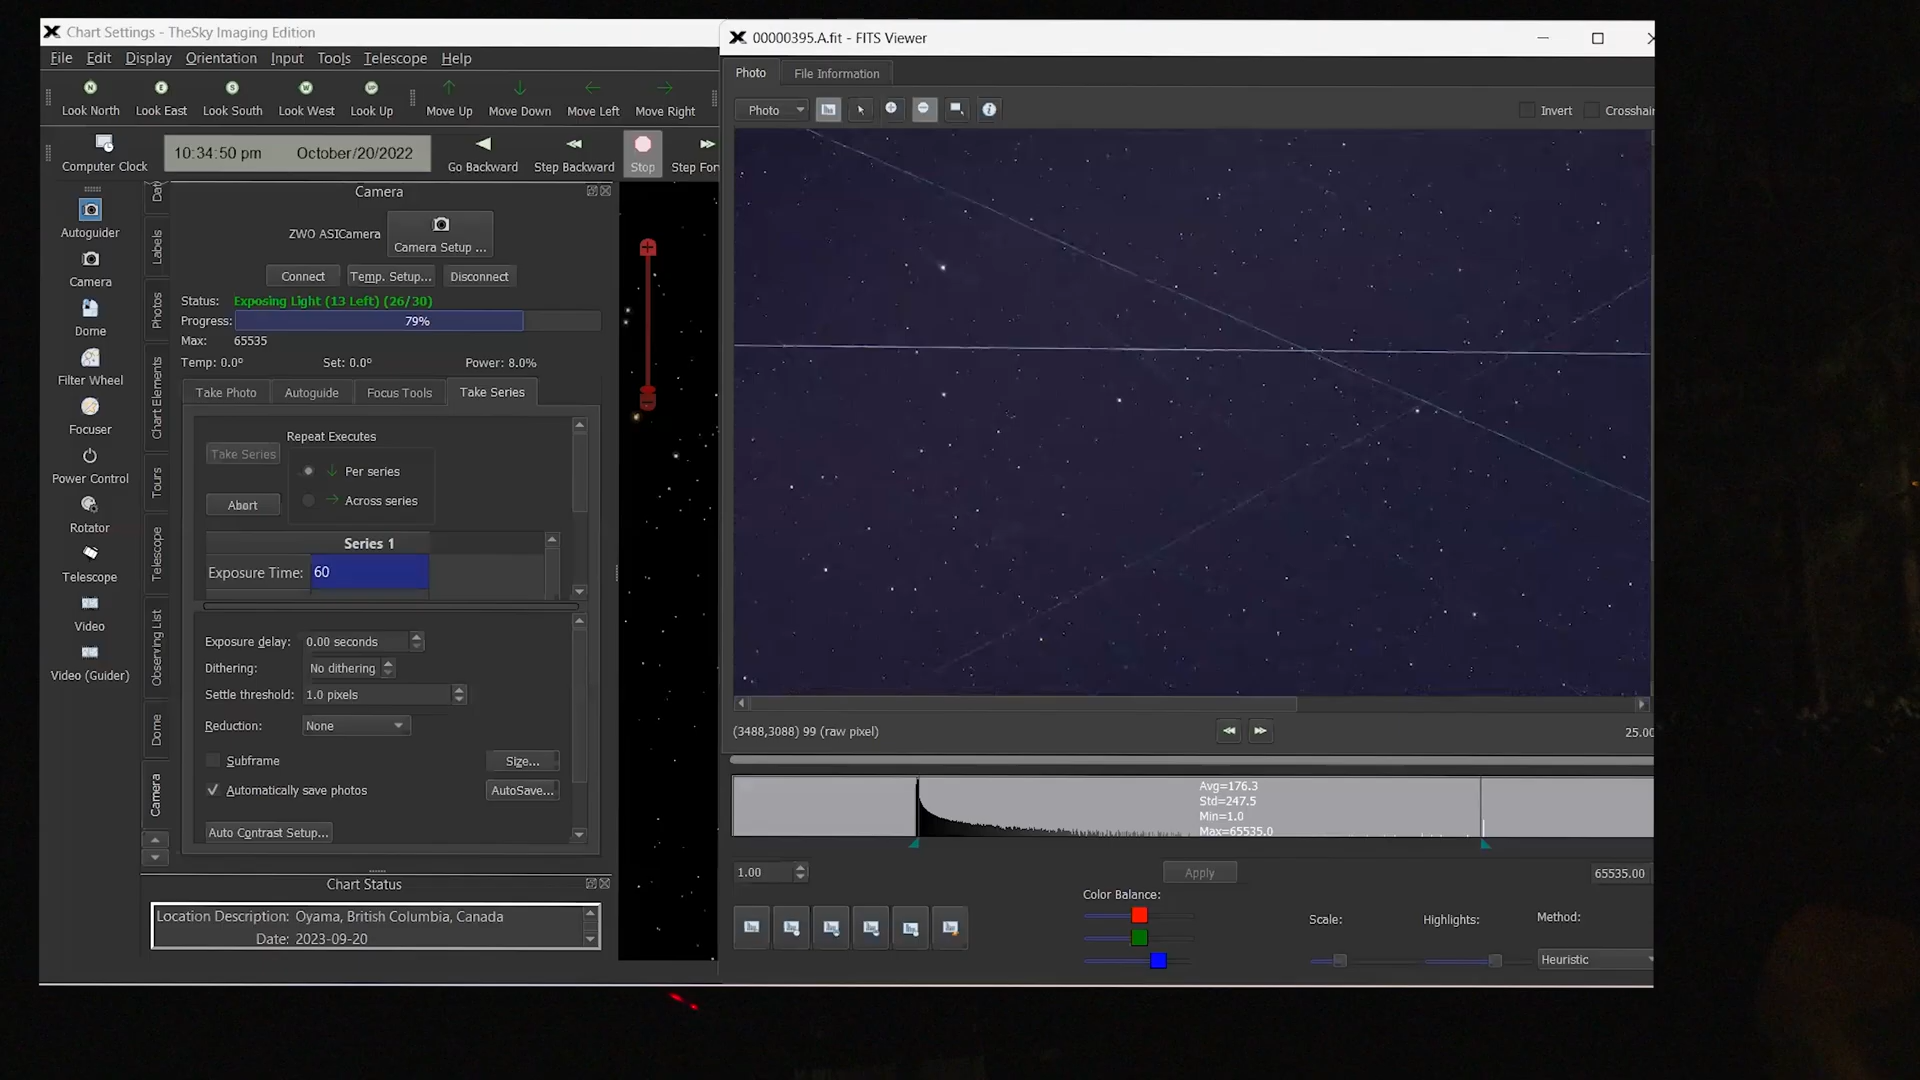 Chart Settings - TheSky Imaging Edition
File Edit Display Orientation Input Tools Telescope Help
Look North Look East Look South Look West Look Up Move Up Move Down Move Left Move Right
Computer Clock 10:34:50 pm October/20/2022 Go Backward Step Backward Stop Step For
Autoguider
Camera
Dome
Filter Wheel
Focuser
Power Control
Rotator
Telescope
Video
Video (Guider)
Dat
Labels
Photos
Chart Elements
Tours
Telescope
Observing List
Dome
Camera
Camera
ZWO ASICamera Camera Setup ...
Connect Temp. Setup... Disconnect
Status: Exposing Light (13 Left) (26/30)
Progress: 79%
Max: 65535
Temp: 0.0° Set: 0.0° Power: 8.0%
Take Photo Autoguide Focus Tools Take Series
Repeat Executes
Take Series
Per series
Across series
Abort
Series 1
Exposure Time: 60
Exposure delay: 0.00 seconds
Dithering: No dithering
Settle threshold: 1.0 pixels
Reduction: None
Subframe Size...
Automatically save photos AutoSave...
Auto Contrast Setup...
Chart Status
Location Description: Oyama, British Columbia, Canada
Date: 2023-09-20
00000395.A.fit - FITS Viewer
Photo File Information
Photo Invert Crosshair
(3488,3088) 99 (raw pixel) 25.00
Avg=176.3
Std=247.5
Min=1.0
Max=65535.0
1.00 Apply 65535.00
Color Balance:
Scale: Highlights: Method:
Heuristic